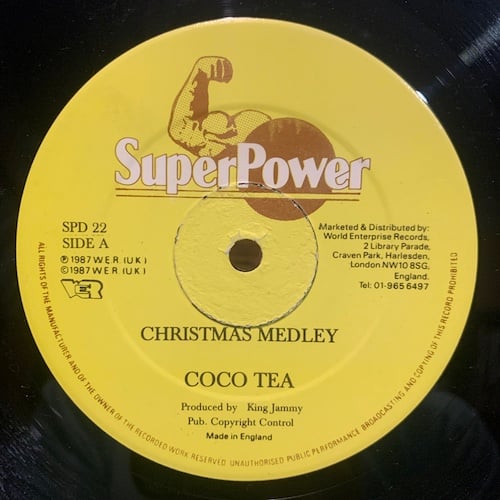 SuperPower
SPD 22
SIDE A
℗ 1987 W.E.R. (U.K.)
© 1987 W.E.R. (U.K.)
WER
Marketed & Distributed by:
World Enterprise Records,
2 Library Parade,
Craven Park, Harlesden,
London NW10 8SG,
England.
Tel: 01-965 6497
CHRISTMAS MEDLEY
COCO TEA
Produced by King Jammy
Pub. Copyright Control
Made in England
ALL RIGHTS OF THE MANUFACTURER AND OF THE OWNER OF THE RECORDED WORK RESERVED. UNAUTHORISED PUBLIC PERFORMANCE BROADCASTING AND COPYING OF THIS RECORD PROHIBITED